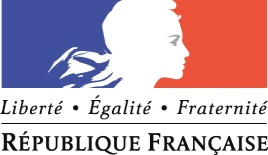 Liberté • Égalité • Fraternité
RÉPUBLIQUE FRANÇAISE